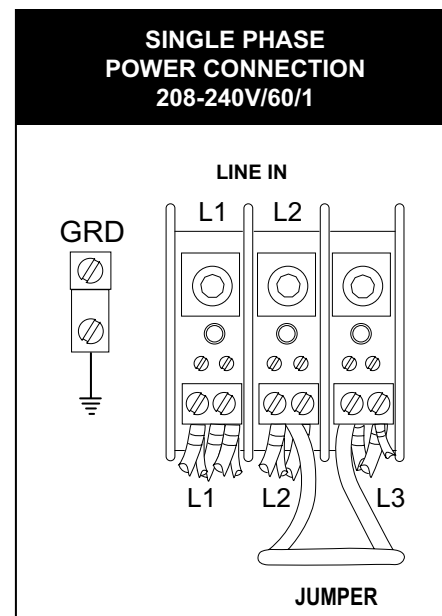 SINGLE PHASE
POWER CONNECTION
208-240V/60/1
LINE IN
L1 L2
GRD
L1 L2 L3
JUMPER